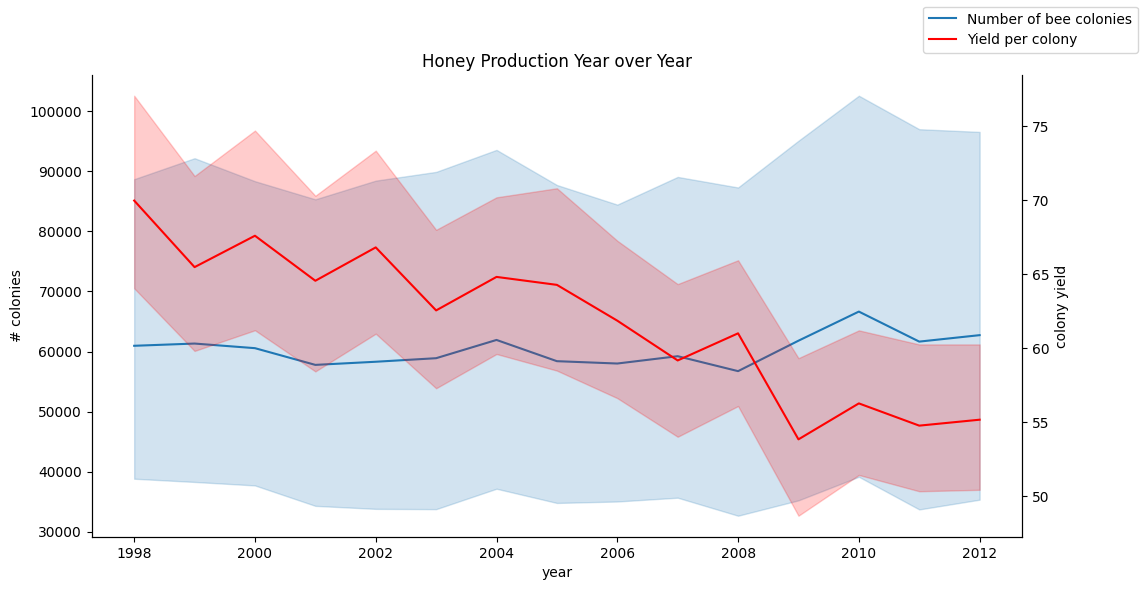 Number of bee colonies
Yield per colony
Honey Production Year over Year
100000
90000
80000
70000
60000
50000
40000
30000
# colonies
75
70
65
60
55
50
colony yield
1998 2000 2002 2004 2006 2008 2010 2012
year